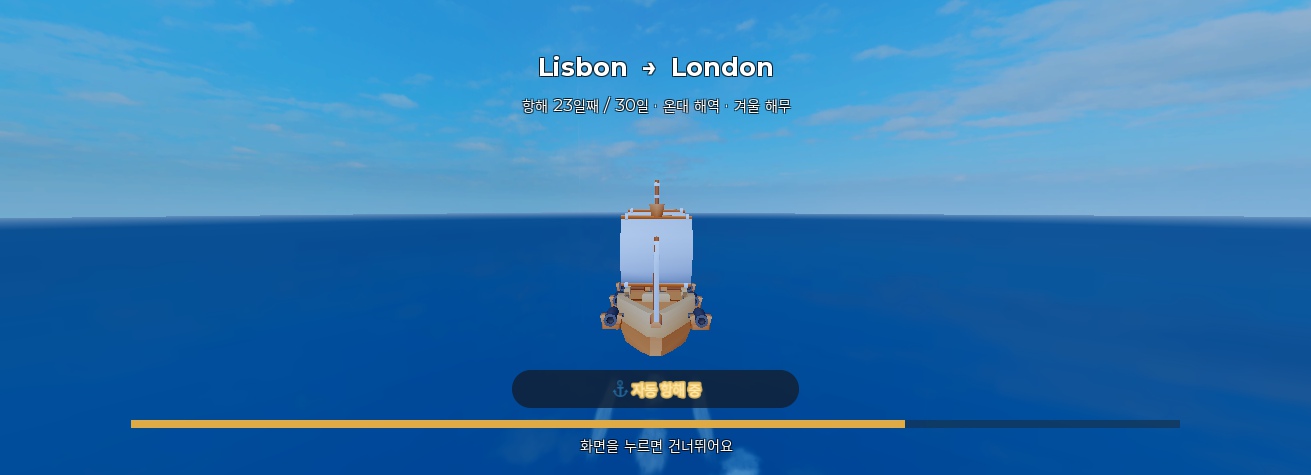 Lisbon → London
항해 23일째 / 30일 · 온대 해역 · 겨울 해무
⚓ 자동 항해 중
화면을 누르면 건너뛰어요